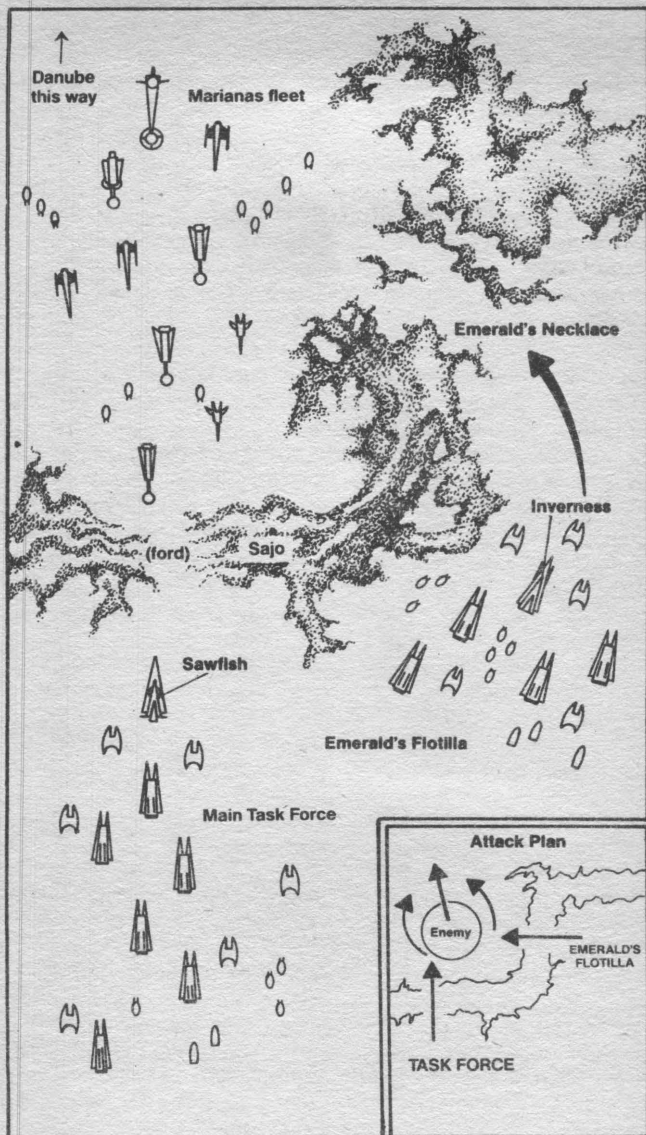 Danube
this way
Marianas fleet
Emerald's Necklace
Inverness
(ford)
Sajo
Sawfish
Emerald's Flotilla
Main Task Force
Attack Plan
Enemy
EMERALD'S
FLOTILLA
TASK FORCE